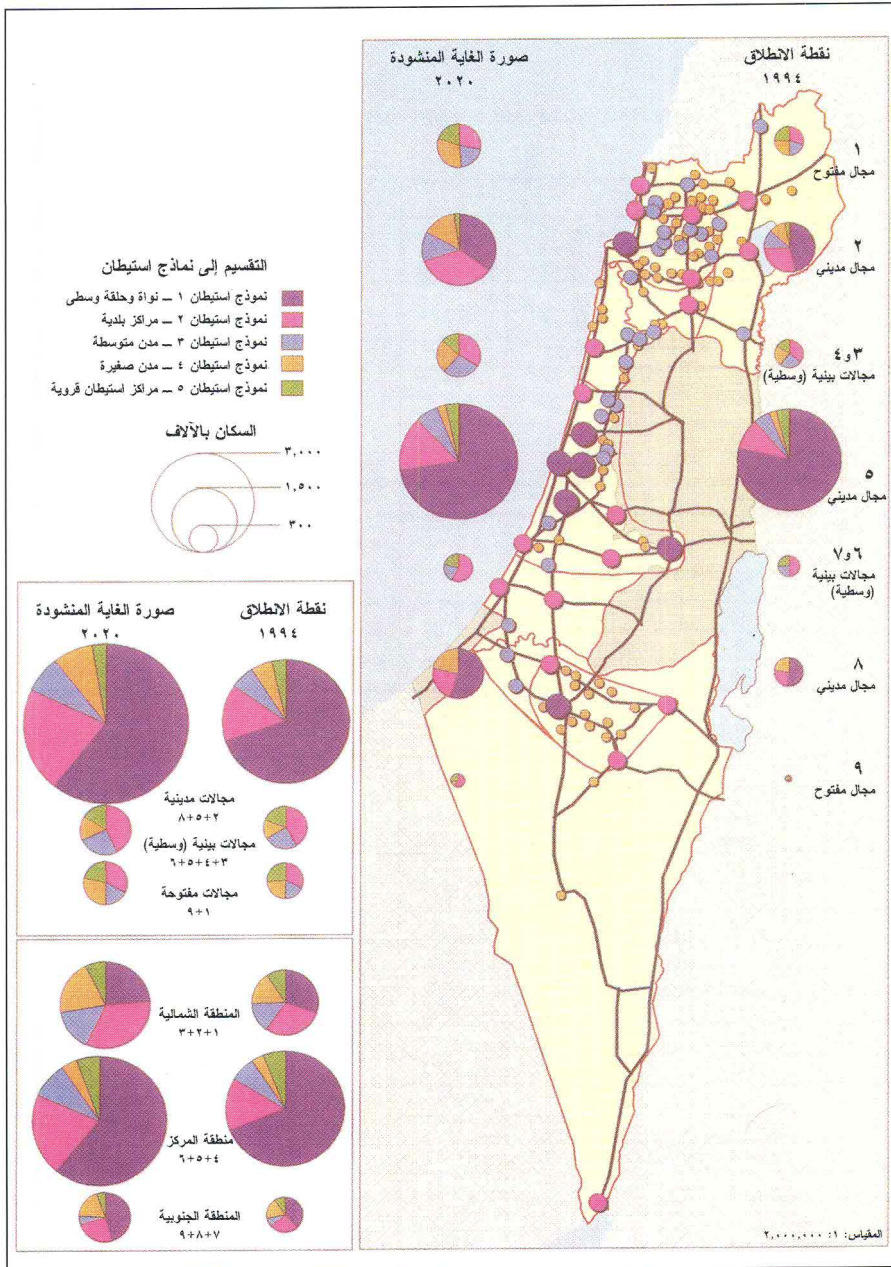 نقطة الانطلاق
١٩٩٤
صورة الغاية المنشودة
٢٠٢٠
١
مجال مفتوح
٢
مجال مديني
٣ و٤
مجالات بينية (وسطية)
٥
مجال مديني
٦ و٧
مجالات بينية
(وسطية)
٨
مجال مديني
٩
مجال مفتوح
المقياس: ١: ٢,٠٠٠,٠٠٠
التقسيم إلى نماذج استيطان
نموذج استيطان ١ ــ نواة وحلقة وسطى
نموذج استيطان ٢ ــ مراكز بلدية
نموذج استيطان ٣ ــ مدن متوسطة
نموذج استيطان ٤ ــ مدن صغيرة
نموذج استيطان ٥ ــ مراكز استيطان قروية
السكان بالآلاف
٣,٠٠٠
١,٥٠٠
٣٠٠
نقطة الانطلاق
١٩٩٤
صورة الغاية المنشودة
٢٠٢٠
مجالات مدينية
٨+٥+٢
مجالات بينية (وسطية)
٦+٥+٤+٣
مجالات مفتوحة
٩+١
المنطقة الشمالية
٣+٢+١
منطقة المركز
٦+٥+٤
المنطقة الجنوبية
٩+٨+٧